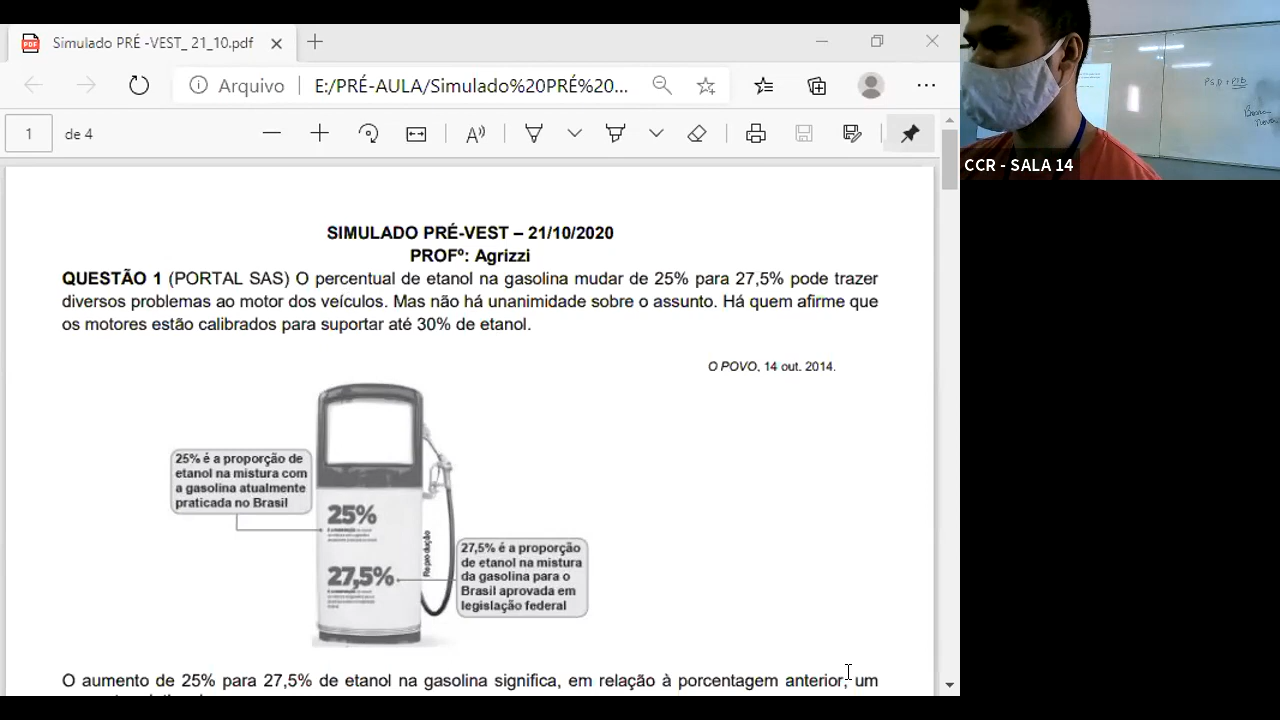 Simulado PRÉ -VEST_ 21_10.pdf
Arquivo
E:/PRÉ-AULA/Simulado%20PRÉ%20...
1 de 4
SIMULADO PRÉ-VEST – 21/10/2020
PROFº: Agrizzi
QUESTÃO 1 (PORTAL SAS) O percentual de etanol na gasolina mudar de 25% para 27,5% pode trazer
diversos problemas ao motor dos veículos. Mas não há unanimidade sobre o assunto. Há quem afirme que
os motores estão calibrados para suportar até 30% de etanol.
O POVO, 14 out. 2014.
25% é a proporção de
etanol na mistura com
a gasolina atualmente
praticada no Brasil
25%
27,5%
Reprodução
27,5% é a proporção
de etanol na mistura
da gasolina para o
Brasil aprovada em
legislação federal
O aumento de 25% para 27,5% de etanol na gasolina significa, em relação à porcentagem anterior, um
CCR - SALA 14